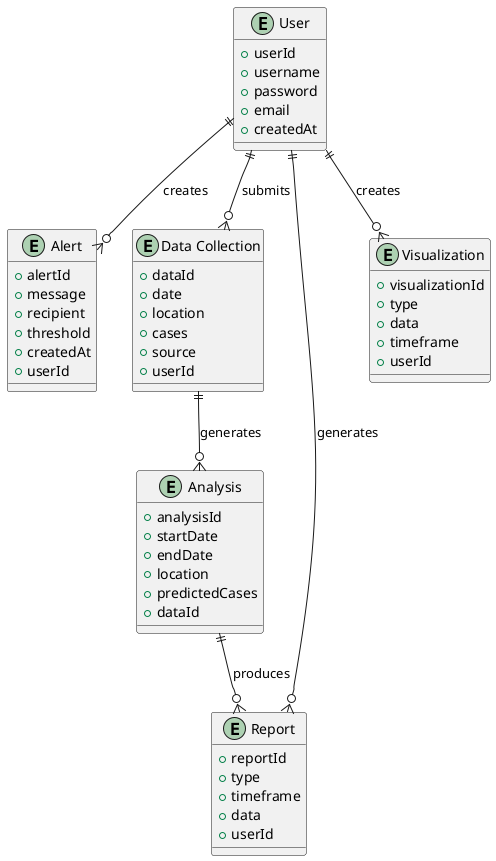 E User
userId
username
password
email
createdAt
creates
submits
creates
E Alert
alertId
message
recipient
threshold
createdAt
userId
E Data Collection
dataId
date
location
cases
source
userId
E Visualization
visualizationId
type
data
timeframe
userId
generates
generates
E Analysis
analysisId
startDate
endDate
location
predictedCases
dataId
produces
E Report
reportId
type
timeframe
data
userId